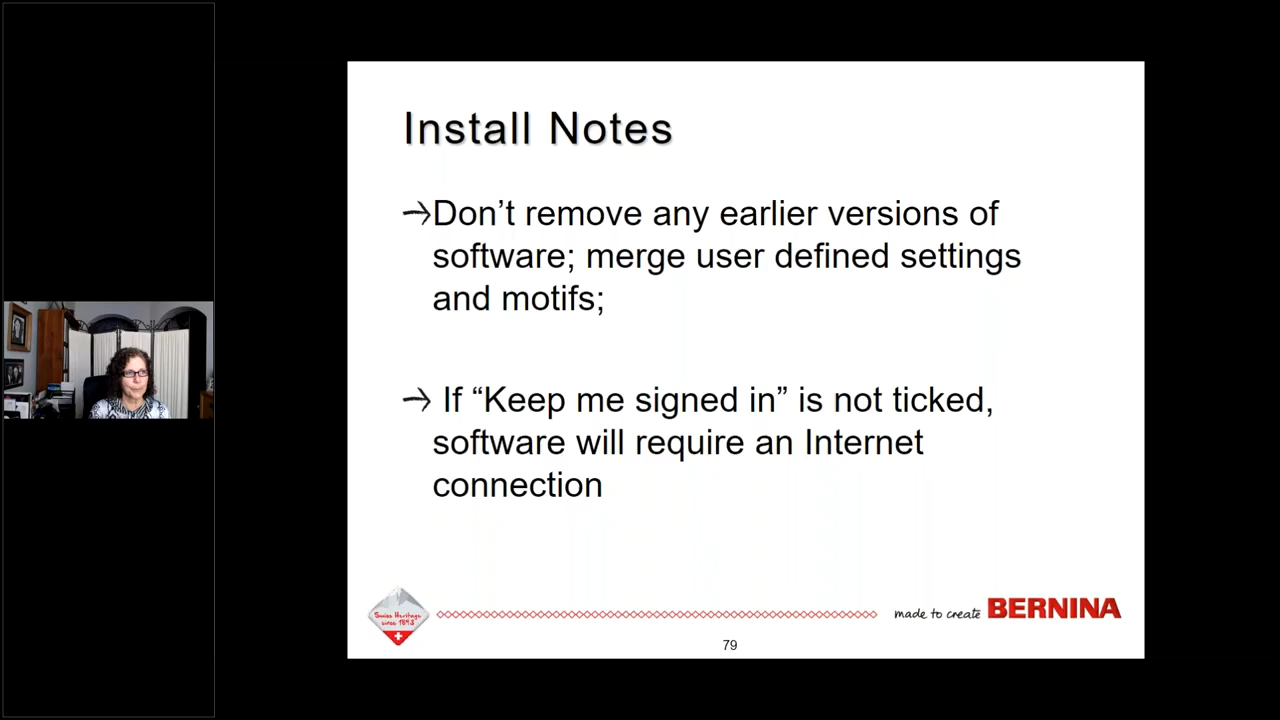 Install Notes
Don’t remove any earlier versions of
software; merge user defined settings
and motifs;
If “Keep me signed in” is not ticked,
software will require an Internet
connection
Swiss Heritage
since 1893
made to create BERNINA
79